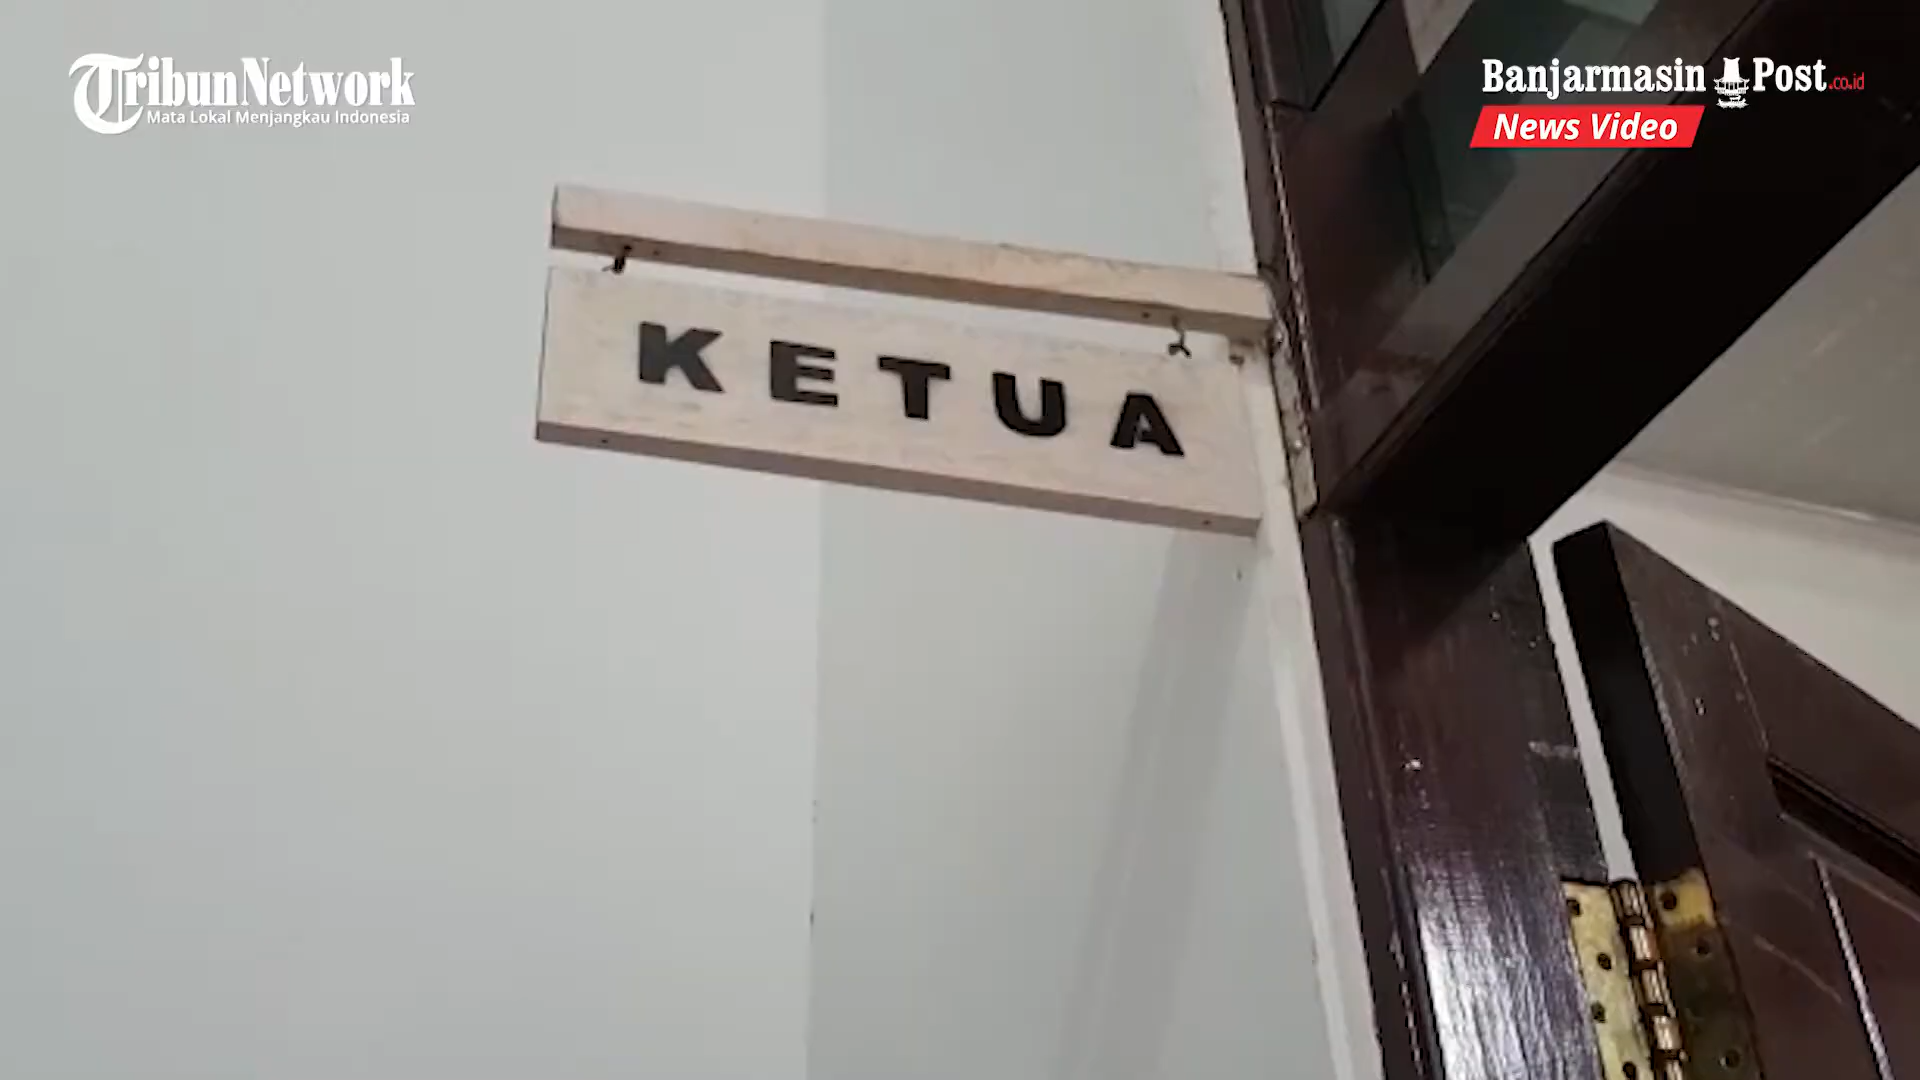 TribunNetwork
Mata Lokal Menjangkau Indonesia
Banjarmasin Post.co.id
News Video
KETUA